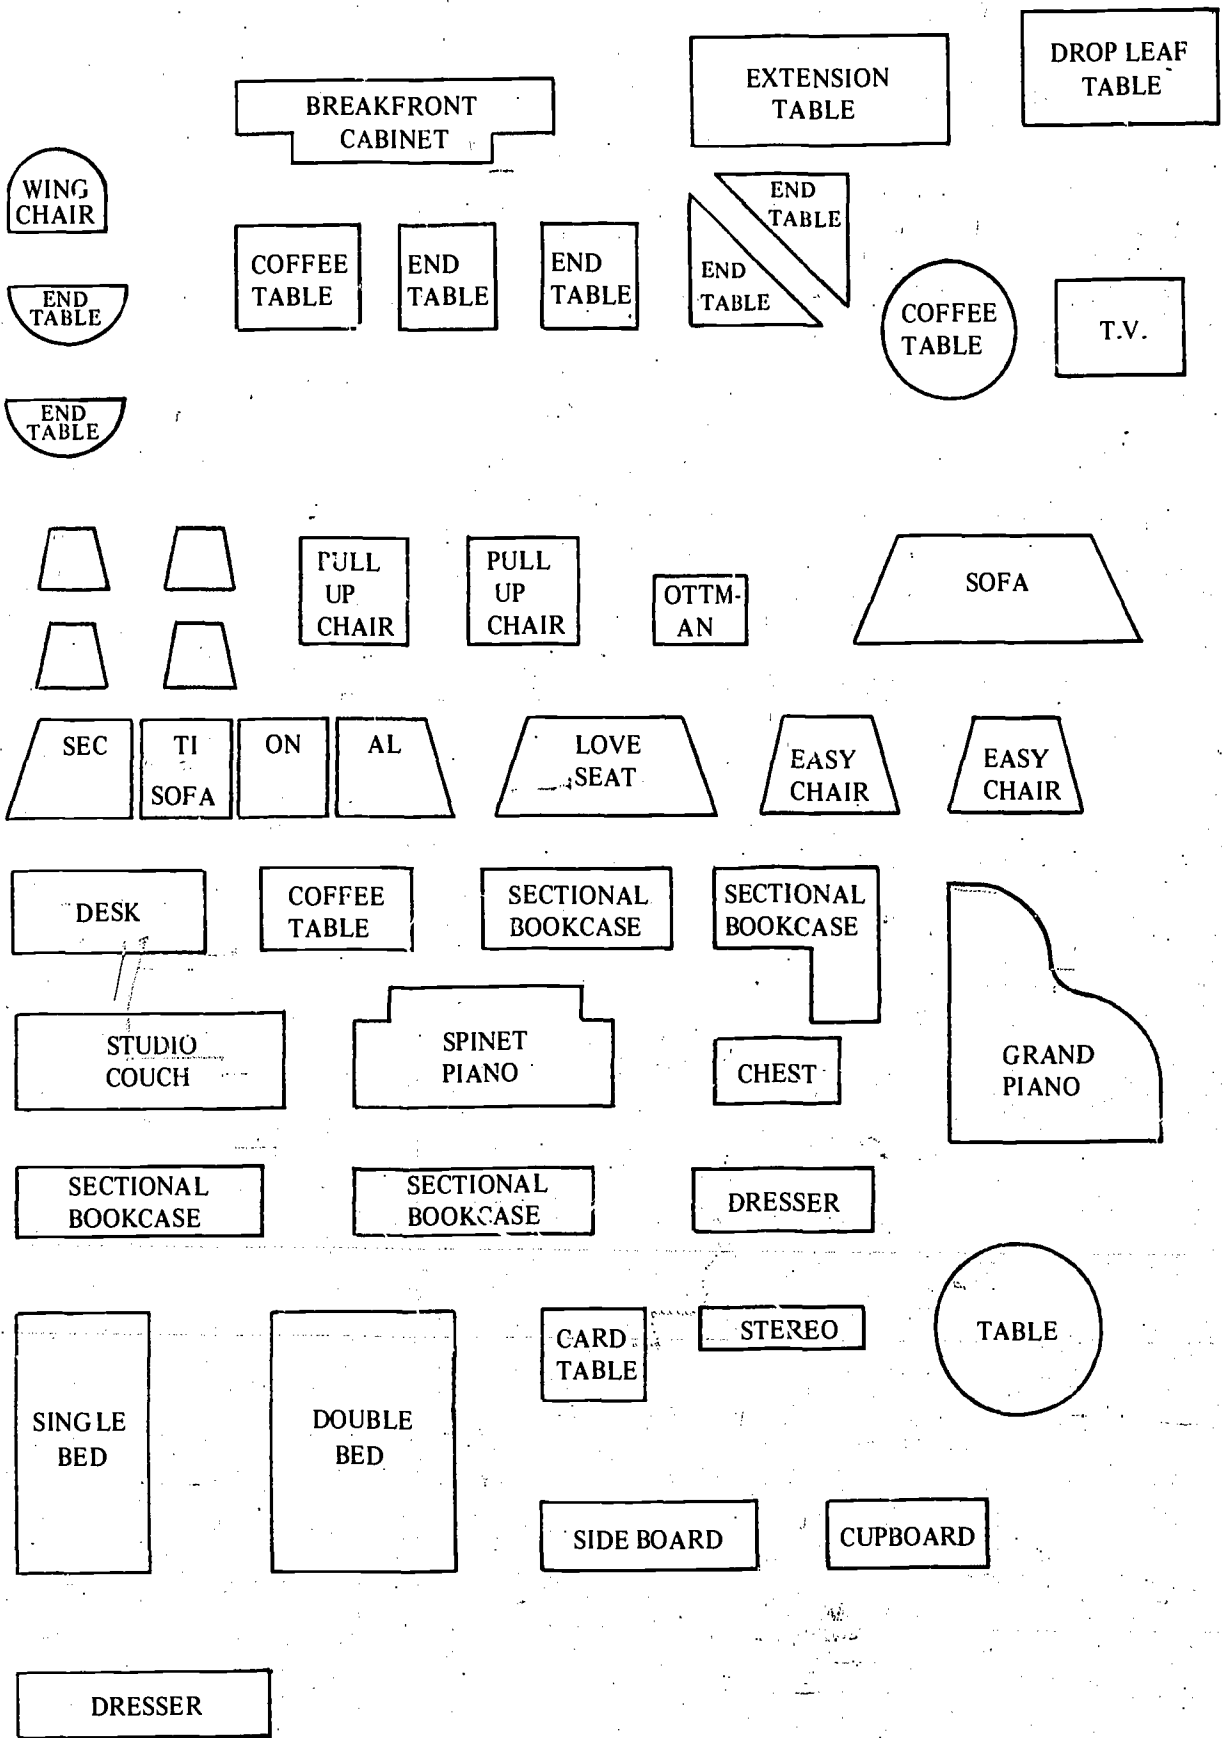 DROP LEAF
TABLE
EXTENSION
TABLE
BREAKFRONT
CABINET
WING
CHAIR
END
TABLE
END
TABLE
COFFEE
TABLE
END
TABLE
END
TABLE
END
TABLE
END
TABLE
COFFEE
TABLE
T.V.
END
TABLE
PULL
UP
CHAIR
PULL
UP
CHAIR
OTTM-
AN
SOFA
SEC
TI
SOFA
ON
AL
LOVE
SEAT
EASY
CHAIR
EASY
CHAIR
DESK
COFFEE
TABLE
SECTIONAL
BOOKCASE
SECTIONAL
BOOKCASE
STUDIO
COUCH
SPINET
PIANO
CHEST
GRAND
PIANO
SECTIONAL
BOOKCASE
SECTIONAL
BOOKCASE
DRESSER
SINGLE
BED
DOUBLE
BED
CARD
TABLE
STEREO
TABLE
SIDE BOARD
CUPBOARD
DRESSER